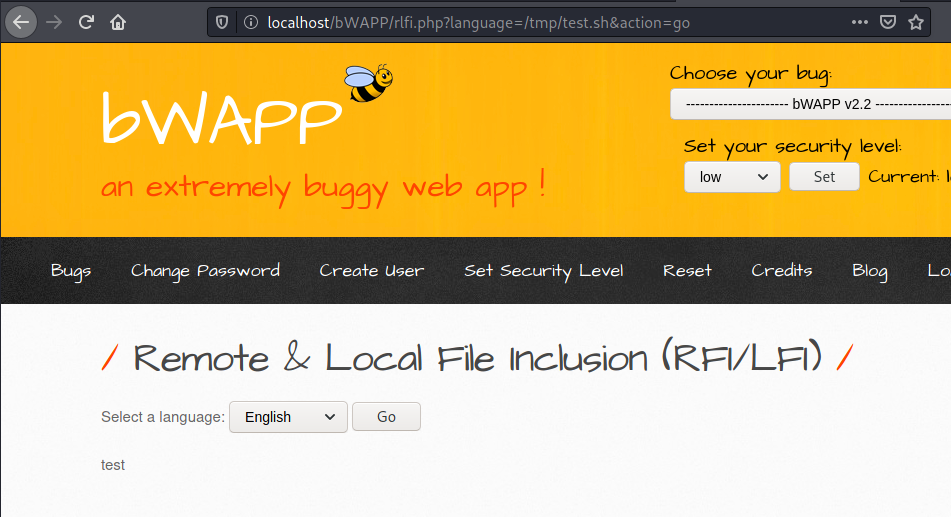 localhost/bWAPP/rlfi.php?language=/tmp/test.sh&action=go
bWAPP
an extremely buggy web app !
Choose your bug:
---------------------- bWAPP v2.2 ----------------
Set your security level:
low Set Current:
Bugs Change Password Create User Set Security Level Reset Credits Blog
/ Remote & Local File Inclusion (RFI/LFI) /
Select a language: English Go
test